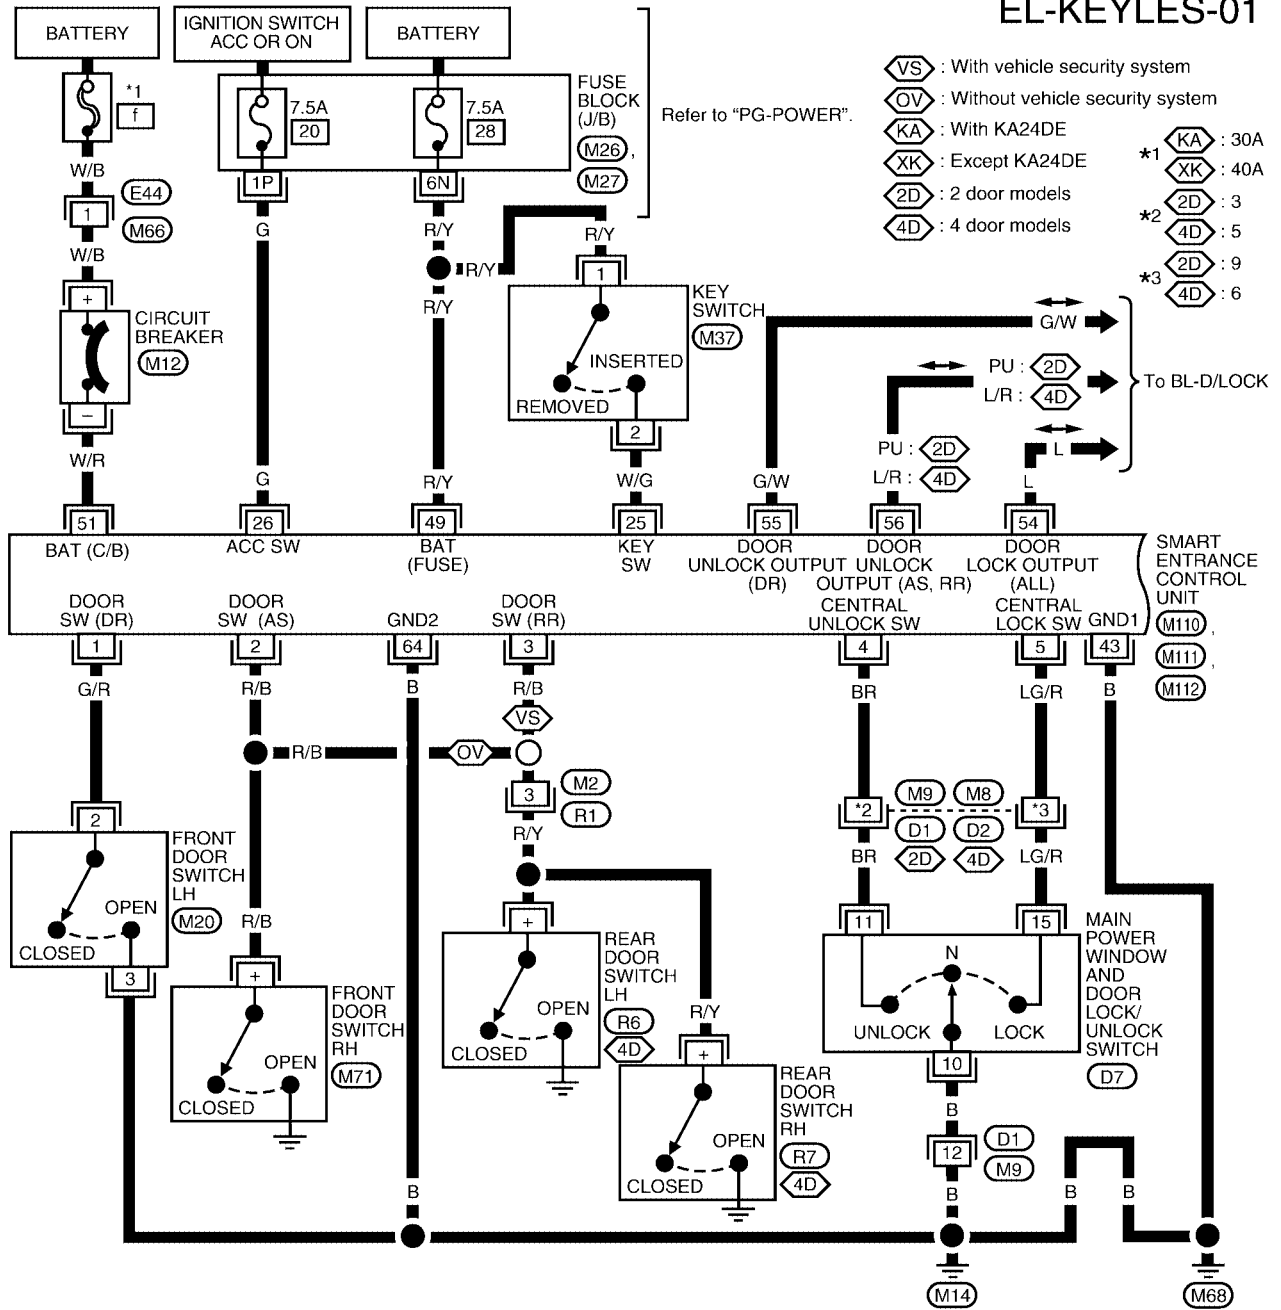 EL-KEYLES-01
BATTERY
IGNITION SWITCH
ACC OR ON
BATTERY
*1
f
7.5A
20
7.5A
28
FUSE
BLOCK
(J/B)
M26 ,
M27
Refer to “PG-POWER”.
VS : With vehicle security system
OV : Without vehicle security system
KA : With KA24DE
XK : Except KA24DE
2D : 2 door models
4D : 4 door models
*1 KA : 30A
XK : 40A
*2 2D : 3
4D : 5
*3 2D : 9
4D : 6
W/B
1P
6N
E44
1
M66
G
R/Y
R/Y
R/Y
W/B
1
R/Y
+
CIRCUIT
BREAKER
M12
–
KEY
SWITCH
M37
INSERTED
REMOVED
2
G/W
PU : 2D
L/R : 4D
To BL-D/LOCK
L
PU : 2D
L/R : 4D
W/R
G
R/Y
W/G
G/W
L
51
26
49
25
55
56
54
BAT (C/B)
ACC SW
BAT
(FUSE)
KEY
SW
DOOR
UNLOCK OUTPUT
(DR)
DOOR
UNLOCK
OUTPUT (AS, RR)
DOOR
LOCK OUTPUT
(ALL)
SMART
ENTRANCE
CONTROL
UNIT
M110 ,
M111 ,
M112
DOOR
SW (DR)
DOOR
SW (AS)
GND2
DOOR
SW (RR)
CENTRAL
UNLOCK SW
CENTRAL
LOCK SW
GND1
1
2
64
3
4
5
43
G/R
R/B
B
R/B
BR
LG/R
B
VS
R/B
OV
3
M2
R1
R/Y
*2
M9
M8
*3
D1
D2
2D
4D
BR
LG/R
2
FRONT
DOOR
SWITCH
LH
M20
OPEN
CLOSED
3
R/B
+
FRONT
DOOR
SWITCH
RH
M71
OPEN
CLOSED
+
REAR
DOOR
SWITCH
LH
R6
4D
OPEN
CLOSED
R/Y
+
REAR
DOOR
SWITCH
RH
R7
4D
OPEN
CLOSED
11
15
N
UNLOCK
LOCK
MAIN
POWER
WINDOW
AND
DOOR
LOCK/
UNLOCK
SWITCH
D7
10
B
12
D1
M9
B
B
B
B
M14
M68